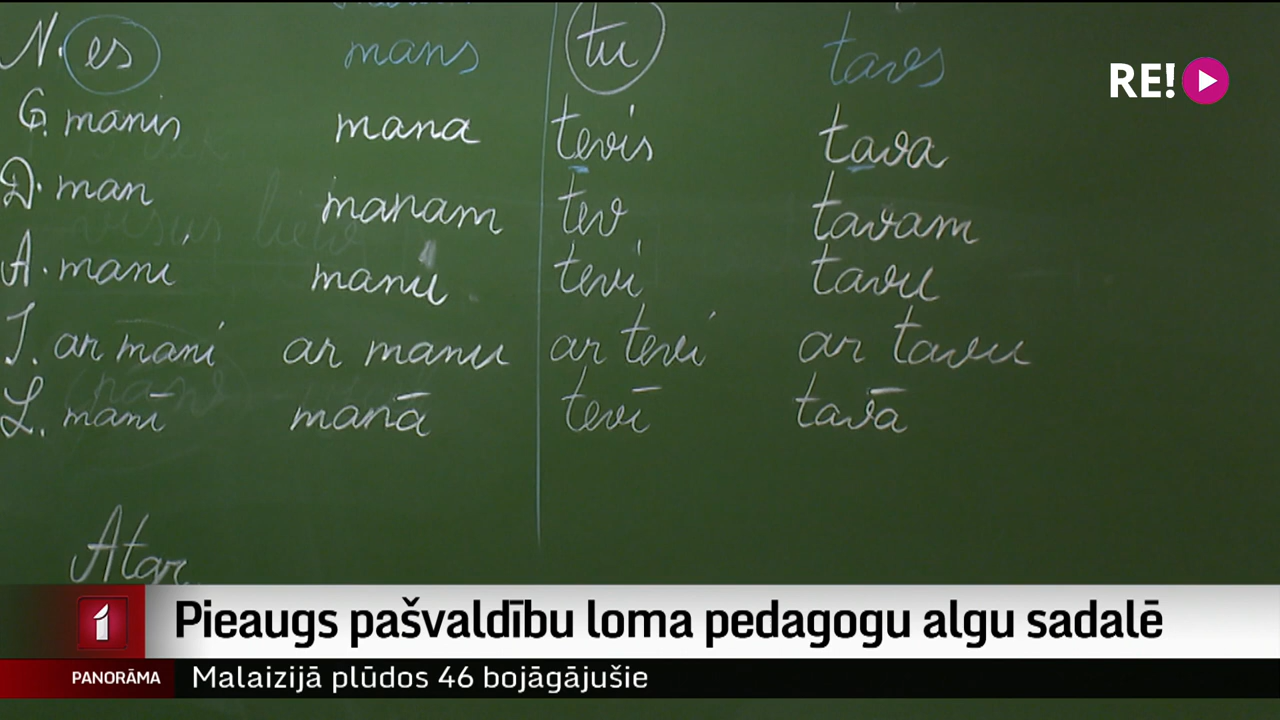 N. es mans tu tavs
RE!
G. manis mana tevis tava
D. man manam tev tavam
A. mani manu tevi tavu
I. ar mani ar manu ar tevi ar tavu
L. manī manā tevī tavā
Atgr
1 Pieaugs pašvaldību loma pedagogu algu sadalē
PANORĀMA Malaizijā plūdos 46 bojāgājušie